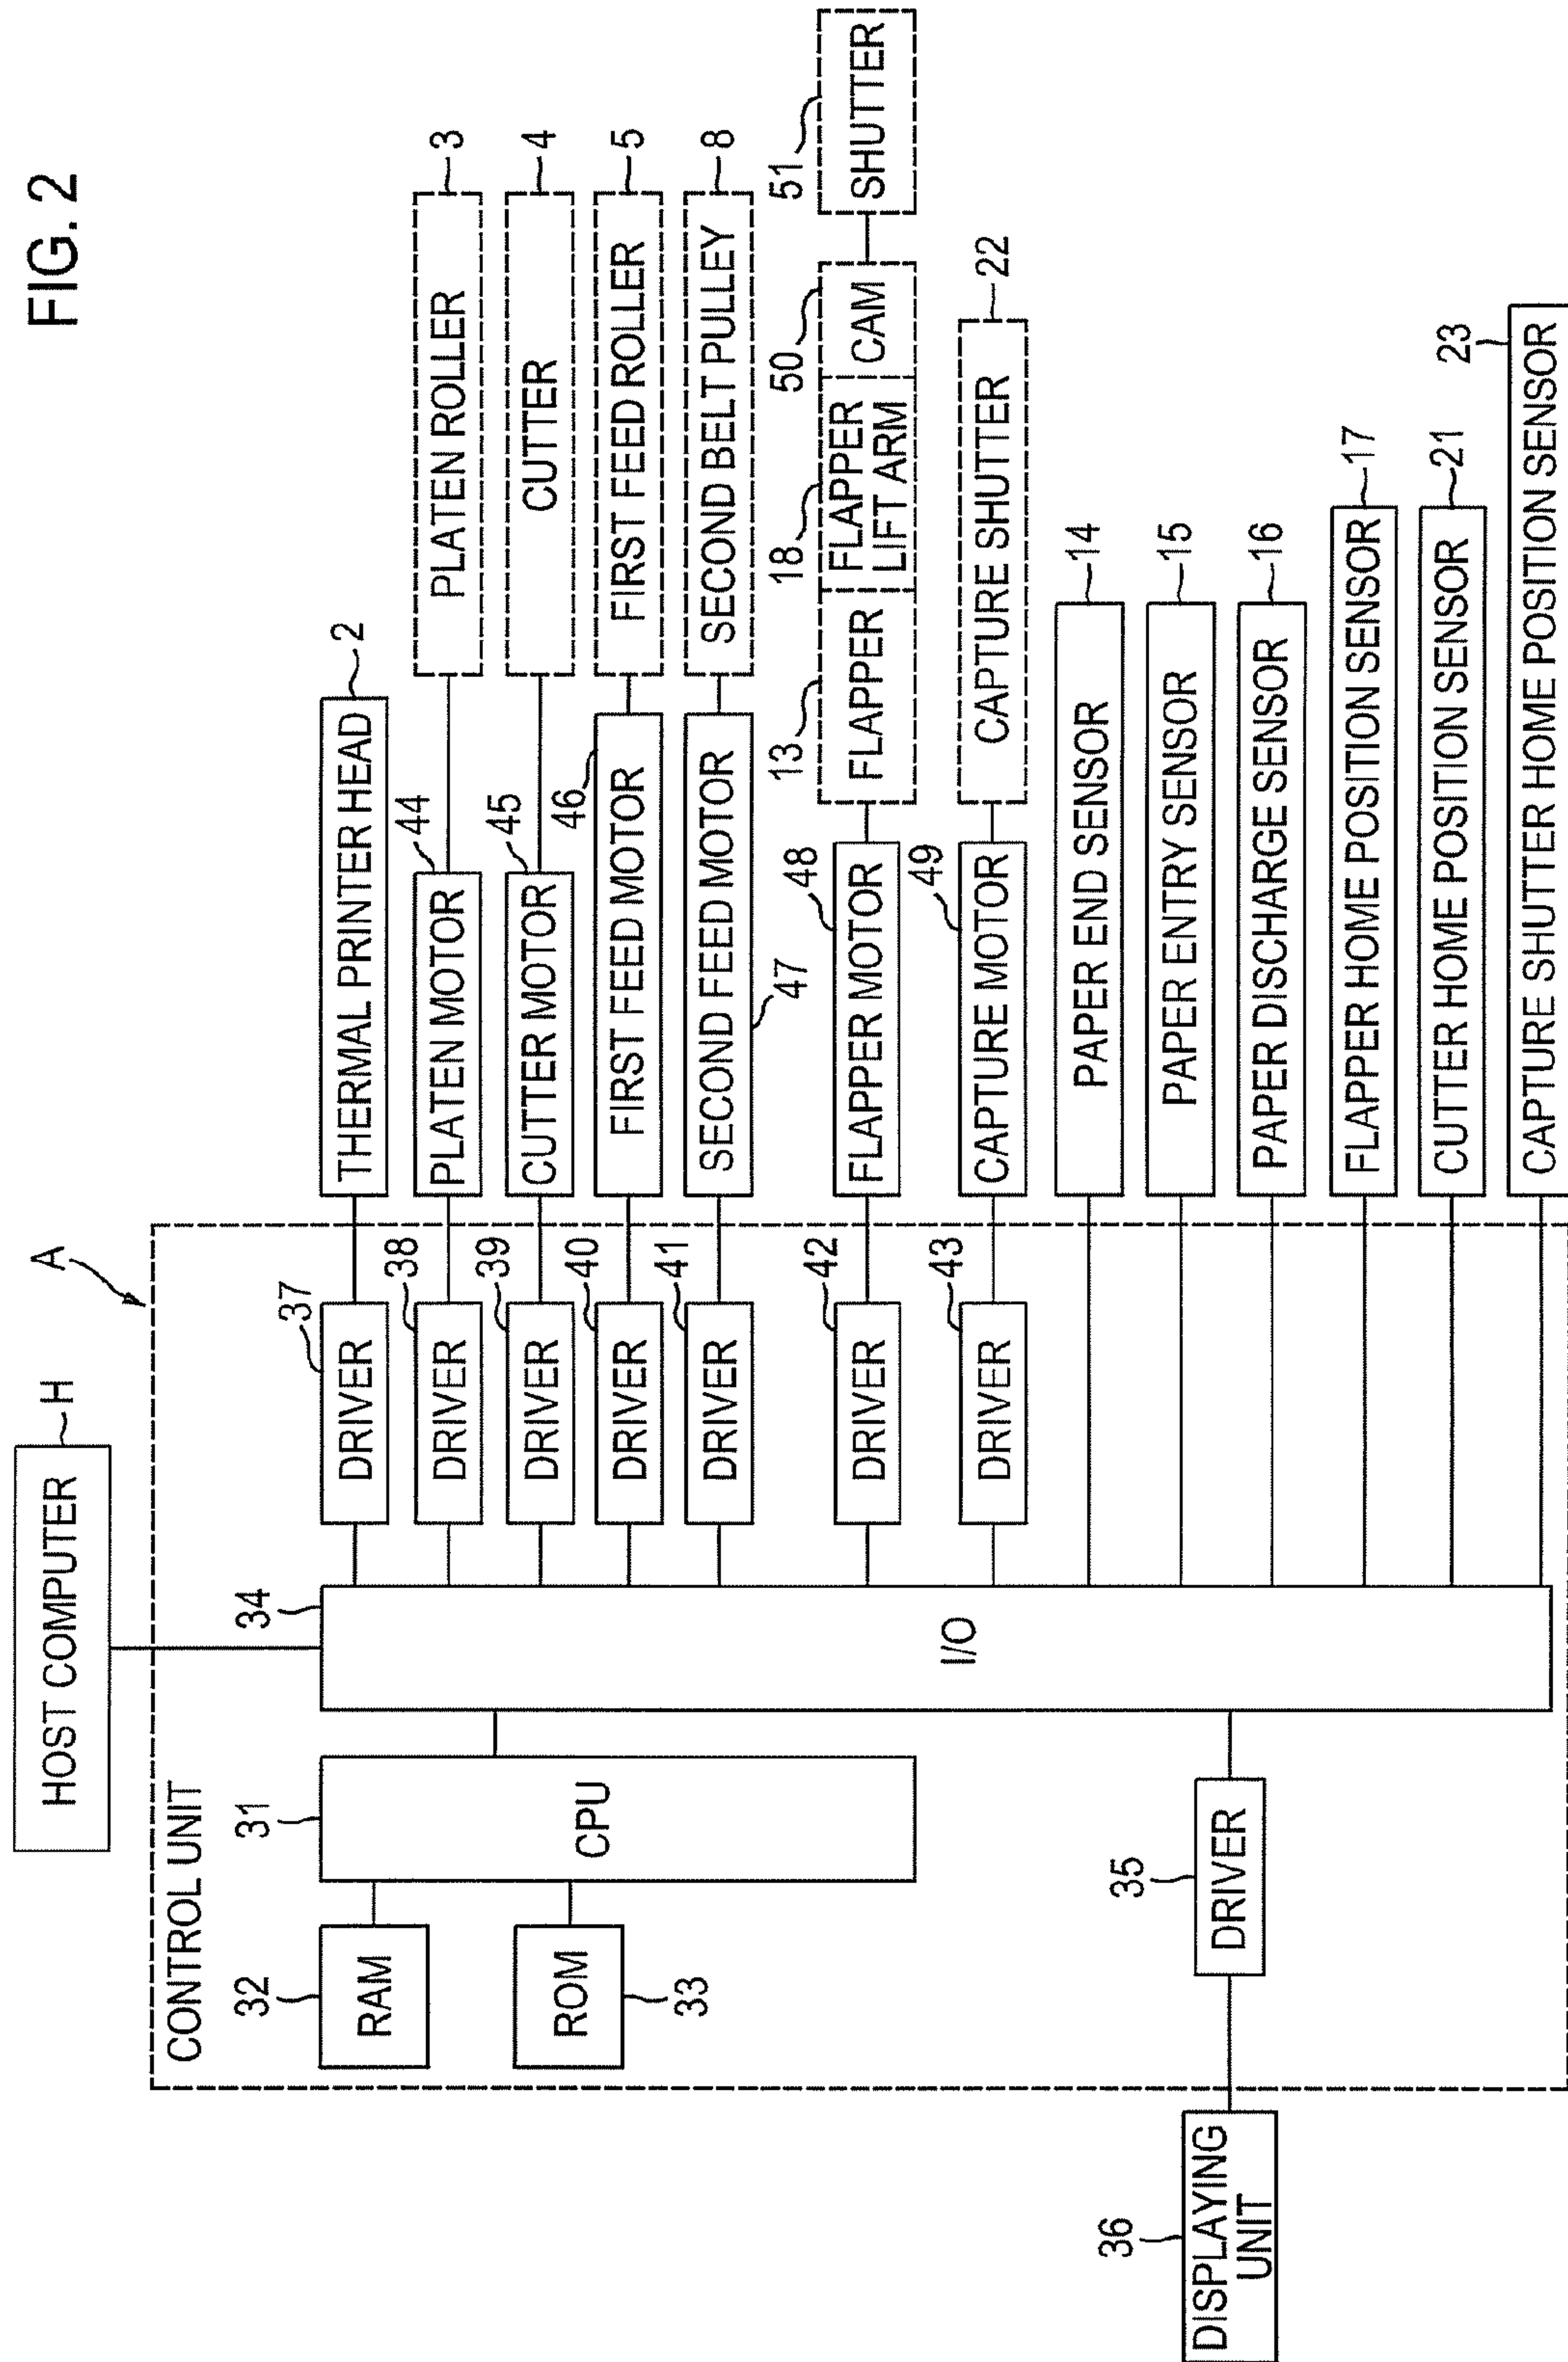 FIG. 2
HOST COMPUTER
H
A
CONTROL UNIT
32
RAM
ROM
33
31
CPU
34
I/O
35
DRIVER
36
DISPLAYING
UNIT
37
DRIVER
THERMAL PRINTER HEAD
2
38
DRIVER
PLATEN MOTOR
44
PLATEN ROLLER
3
39
DRIVER
CUTTER MOTOR
45
CUTTER
4
40
DRIVER
FIRST FEED MOTOR
46
FIRST FEED ROLLER
5
41
DRIVER
SECOND FEED MOTOR
47
SECOND BELT PULLEY
8
42
DRIVER
48
FLAPPER MOTOR
13
FLAPPER
18
FLAPPER
LIFT ARM
50
CAM
51
SHUTTER
43
DRIVER
49
CAPTURE MOTOR
CAPTURE SHUTTER
22
PAPER END SENSOR
14
PAPER ENTRY SENSOR
15
PAPER DISCHARGE SENSOR
16
FLAPPER HOME POSITION SENSOR
17
CUTTER HOME POSITION SENSOR
21
CAPTURE SHUTTER HOME POSITION SENSOR
23